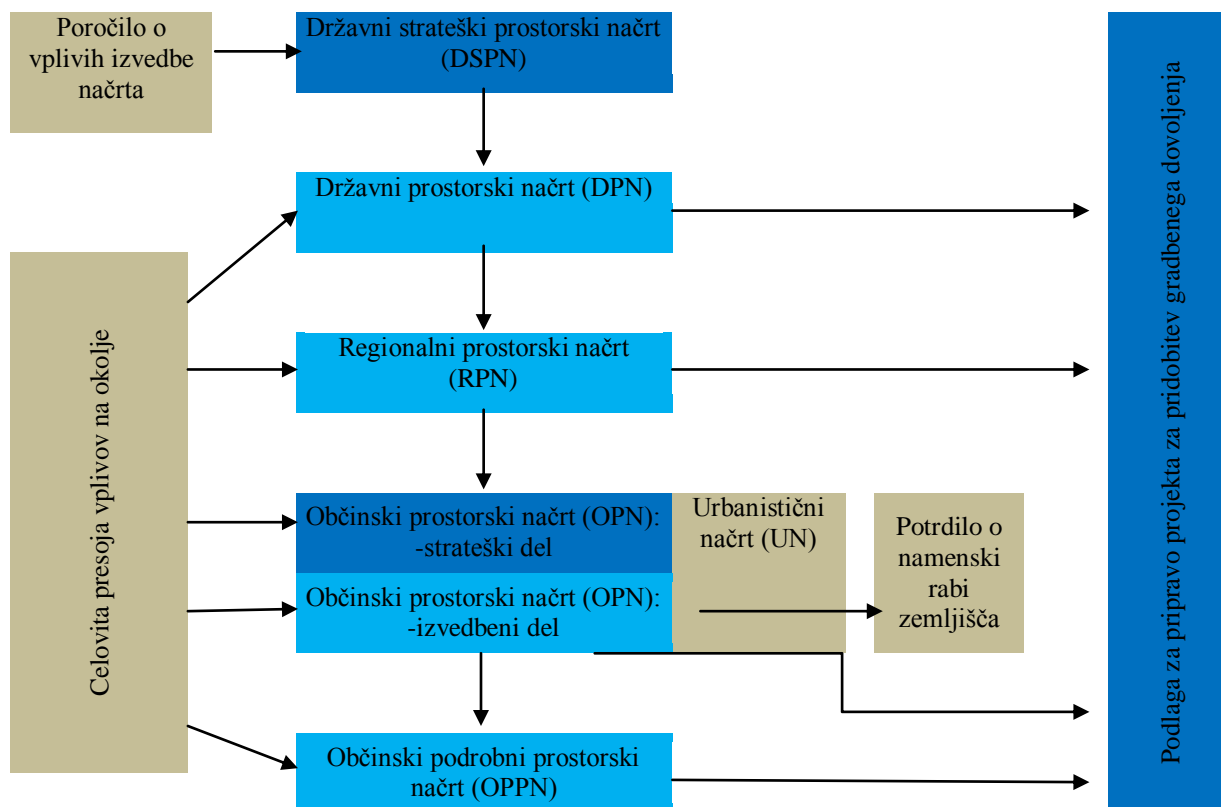 Poročilo o
vplivih izvedbe
načrta
Državni strateški prostorski načrt
(DSPN)
Državni prostorski načrt (DPN)
Regionalni prostorski načrt
(RPN)
Občinski prostorski načrt (OPN):
-strateški del
Občinski prostorski načrt (OPN):
-izvedbeni del
Urbanistični
načrt (UN)
Potrdilo o
namenski
rabi
zemljišča
Občinski podrobni prostorski
načrt (OPPN)
Celovita presoja vplivov na okolje
Podlaga za pripravo projekta za pridobitev gradbenega dovoljenja